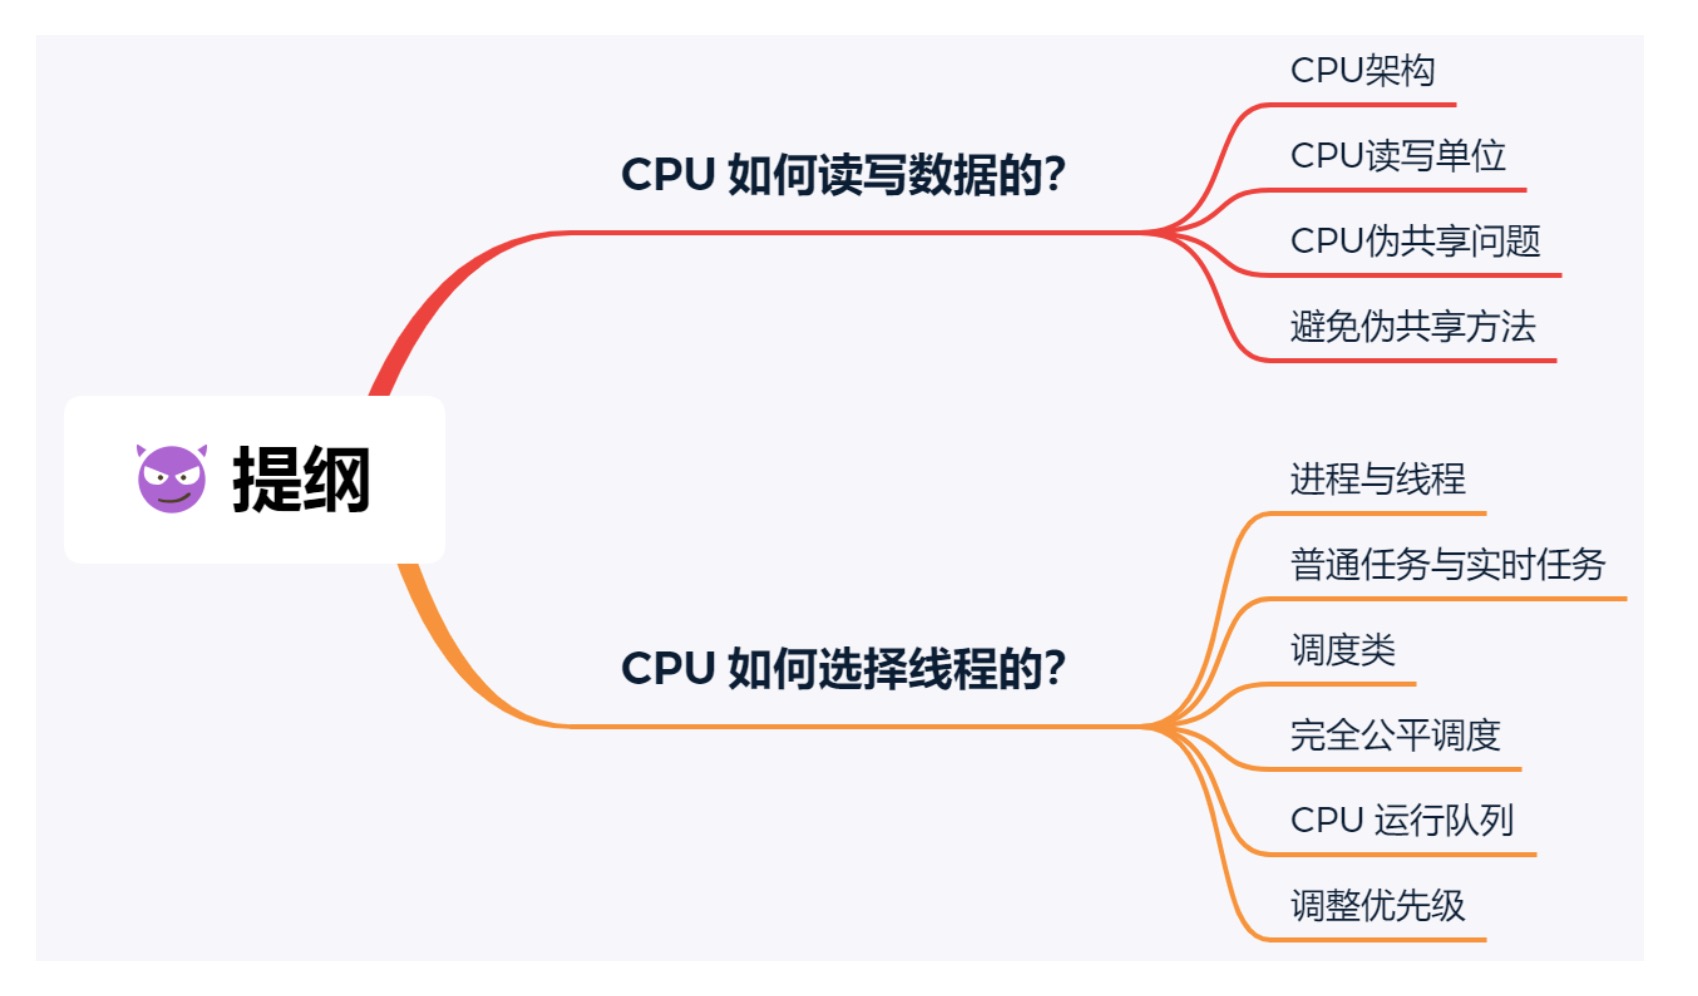 提纲
CPU 如何读写数据的?
CPU架构
CPU读写单位
CPU伪共享问题
避免伪共享方法
CPU 如何选择线程的?
进程与线程
普通任务与实时任务
调度类
完全公平调度
CPU 运行队列
调整优先级